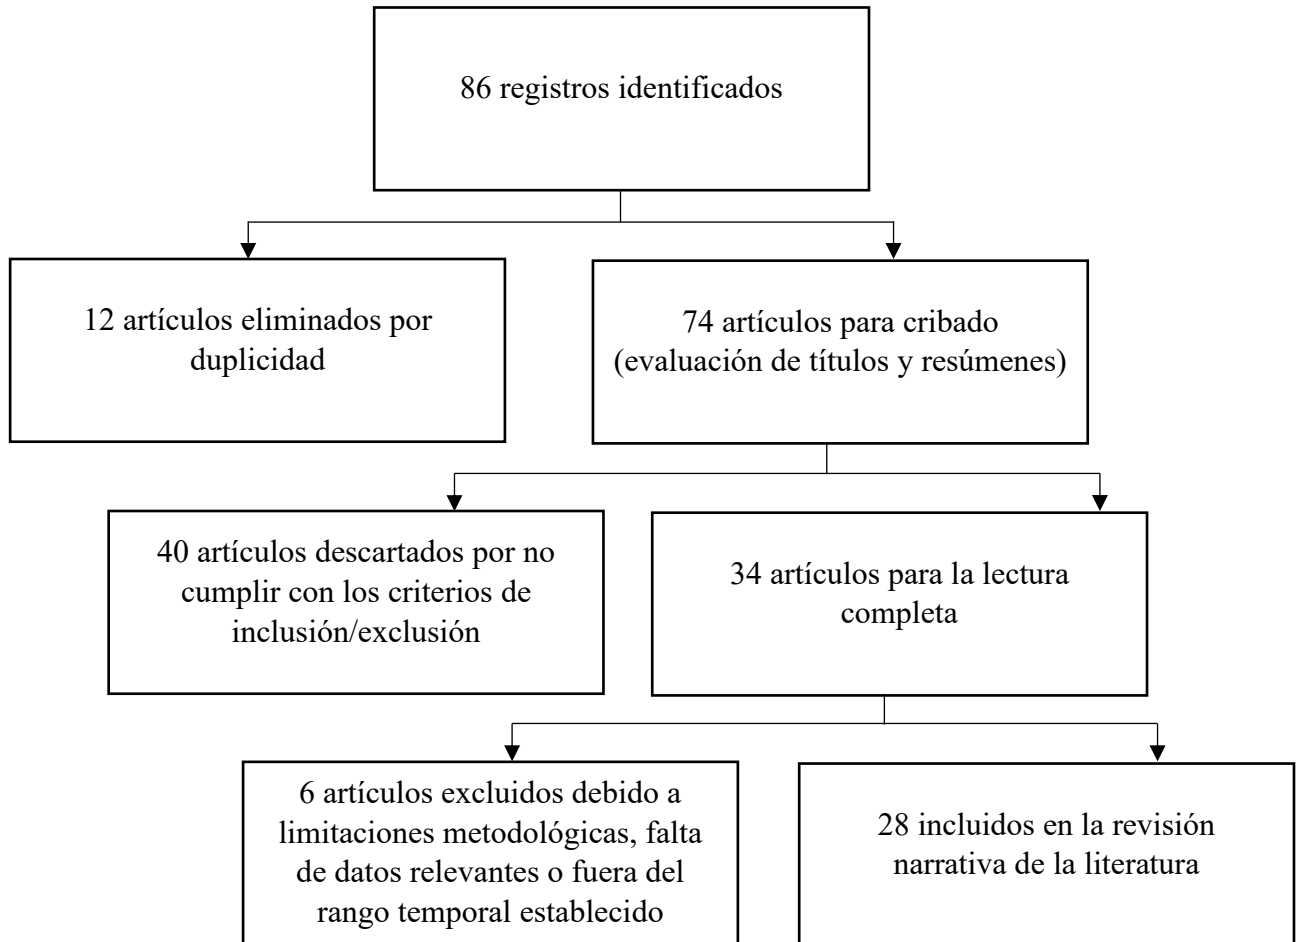 86 registros identificados
12 artículos eliminados por
duplicidad
74 artículos para cribado
(evaluación de títulos y resúmenes)
40 artículos descartados por no
cumplir con los criterios de
inclusión/exclusión
34 artículos para la lectura
completa
6 artículos excluidos debido a
limitaciones metodológicas, falta
de datos relevantes o fuera del
rango temporal establecido
28 incluidos en la revisión
narrativa de la literatura